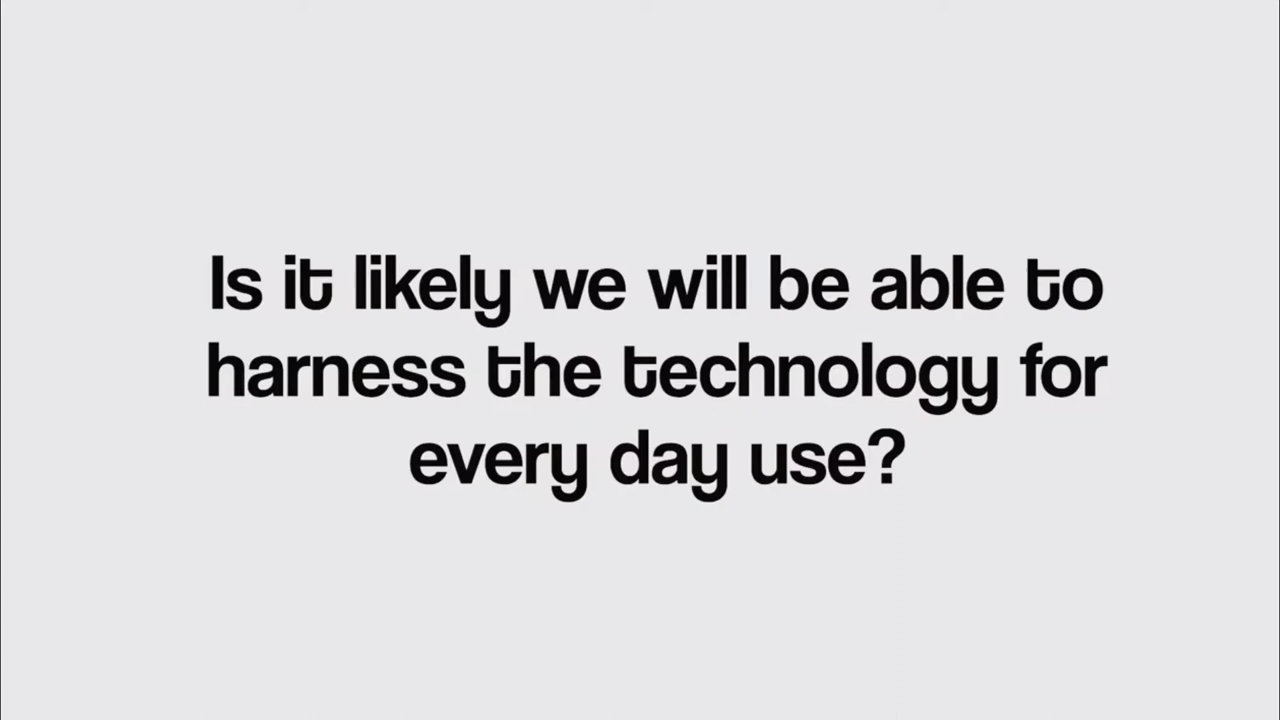 Is it likely we will be able to
harness the technology for
every day use?